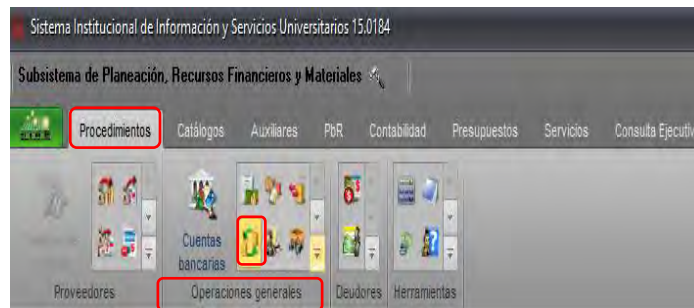 Sistema Institucional de Información y Servicios Universitarios 15.0184
Subsistema de Planeación, Recursos Financieros y Materiales
Procedimientos Catálogos Auxiliares PbR Contabilidad Presupuestos Servicios Consulta Ejecutiv
Cuentas
bancarias
Proveedores Operaciones generales Deudores Herramientas